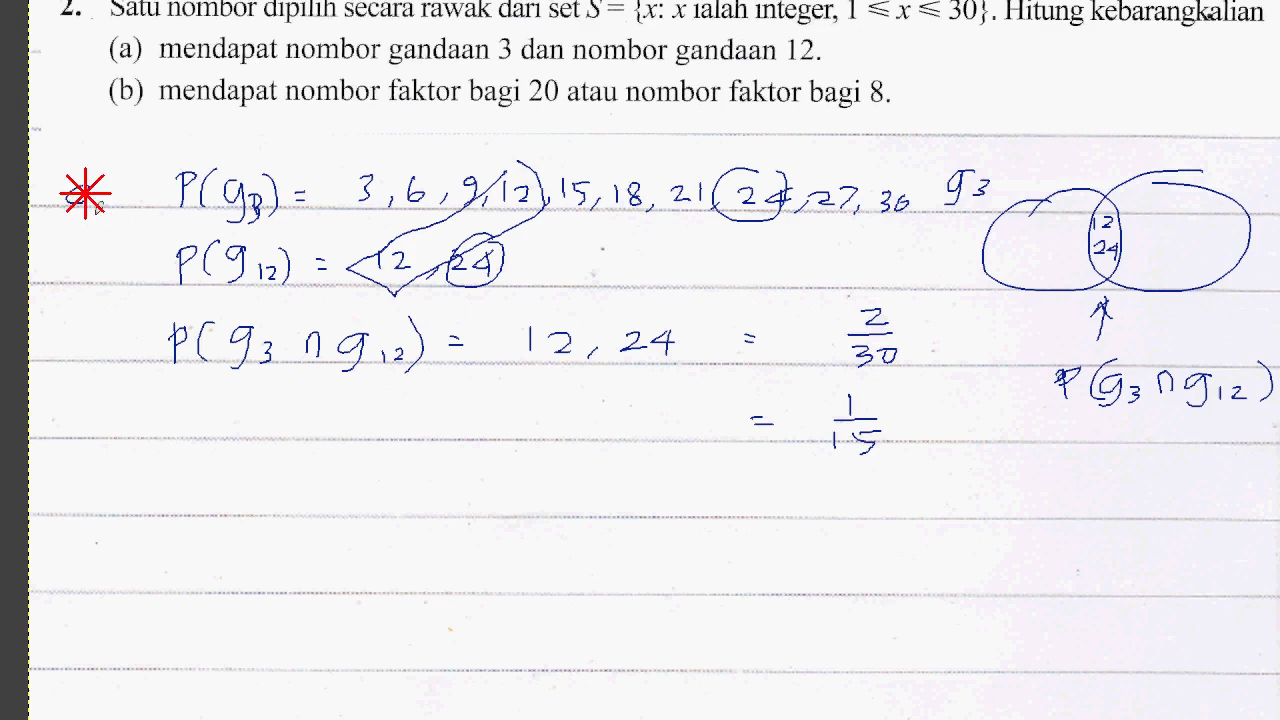 2. Satu nombor dipilih secara rawak dari set S = {x: x ialah integer, 1 ⩽ x ⩽ 30}. Hitung kebarangkalian
(a) mendapat nombor gandaan 3 dan nombor gandaan 12.
(b) mendapat nombor faktor bagi 20 atau nombor faktor bagi 8.
P(g3) = 3, 6, 9, 12, 15, 18, 21, 24, 27, 30 g3
12
24
P(g12) = 12, 24
P(g3 ∩ g12) = 12, 24 = 2/30
P(g3 ∩ g12)
= 1/15